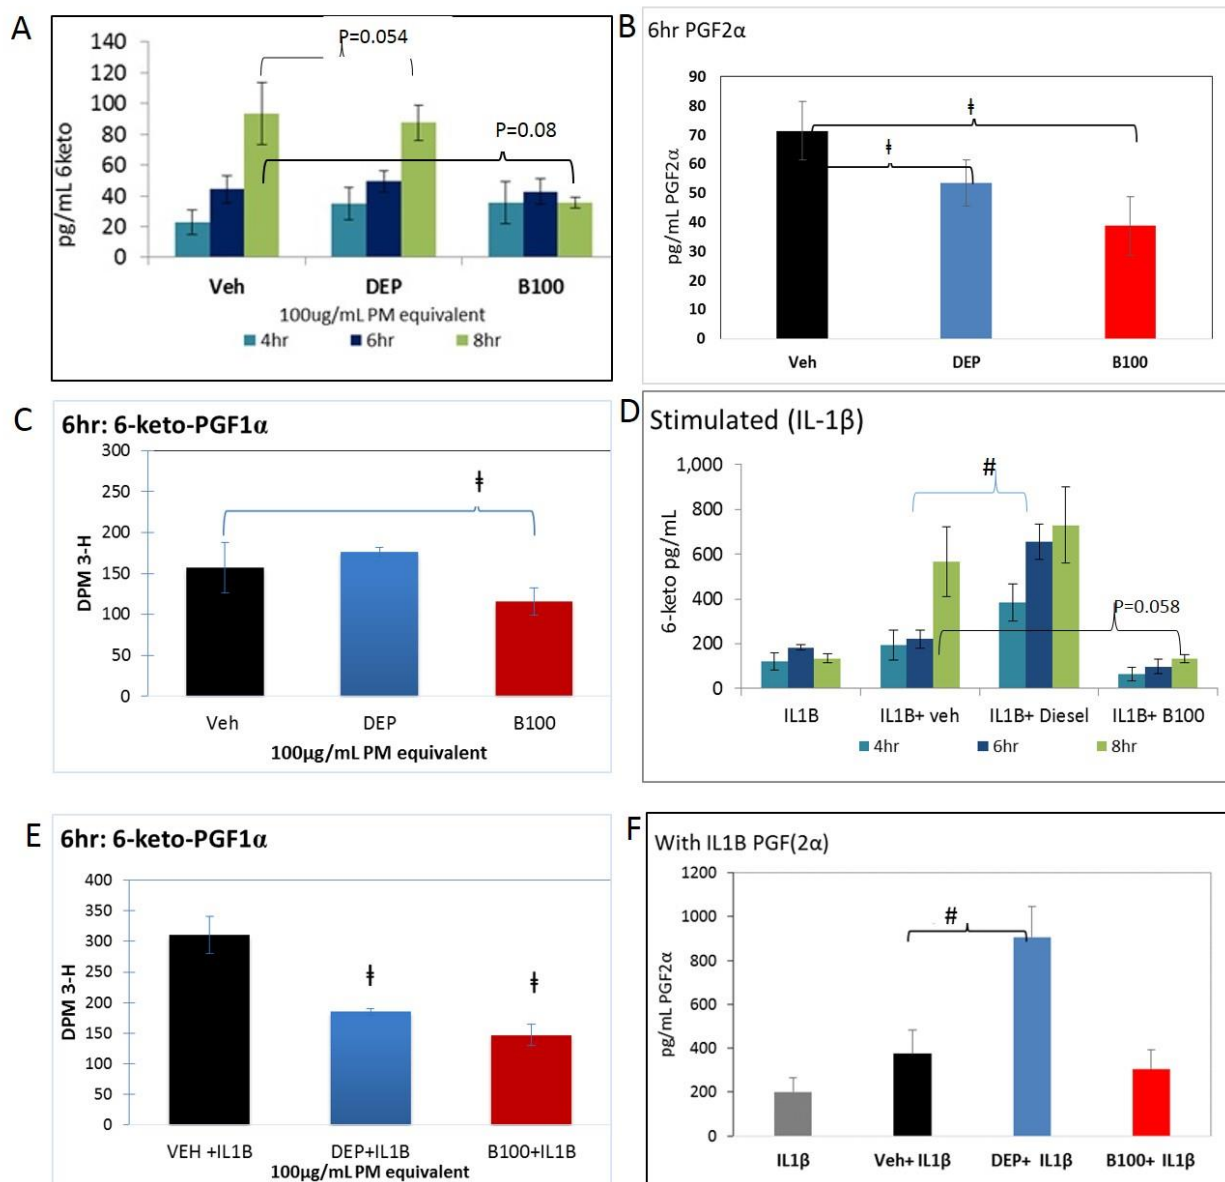 A
P=0.054
140
120
100
80
60
40
20
0
pg/mL 6keto
P=0.08
Veh DEP B100
100ug/mL PM equivalent
4hr 6hr 8hr
B
6hr PGF2α
90
80
70
60
50
40
30
20
10
0
pg/mL PGF2α
ǂ
ǂ
Veh DEP B100
C
6hr: 6-keto-PGF1α
300
250
200
150
100
50
0
DPM 3-H
ǂ
Veh DEP B100
100µg/mL PM equivalent
D
Stimulated (IL-1β)
1,000
800
600
400
200
0
6-keto pg/mL
#
P=0.058
IL1B IL1B+ veh IL1B+ Diesel IL1B+ B100
4hr 6hr 8hr
E
6hr: 6-keto-PGF1α
400
350
300
250
200
150
100
50
0
DPM 3-H
ǂ ǂ
VEH +IL1B DEP+IL1B B100+IL1B
100µg/mL PM equivalent
F
With IL1B PGF(2α)
1200
1000
800
600
400
200
0
pg/mL PGF2α
#
IL1β Veh+ IL1β DEP+ IL1β B100+ IL1β